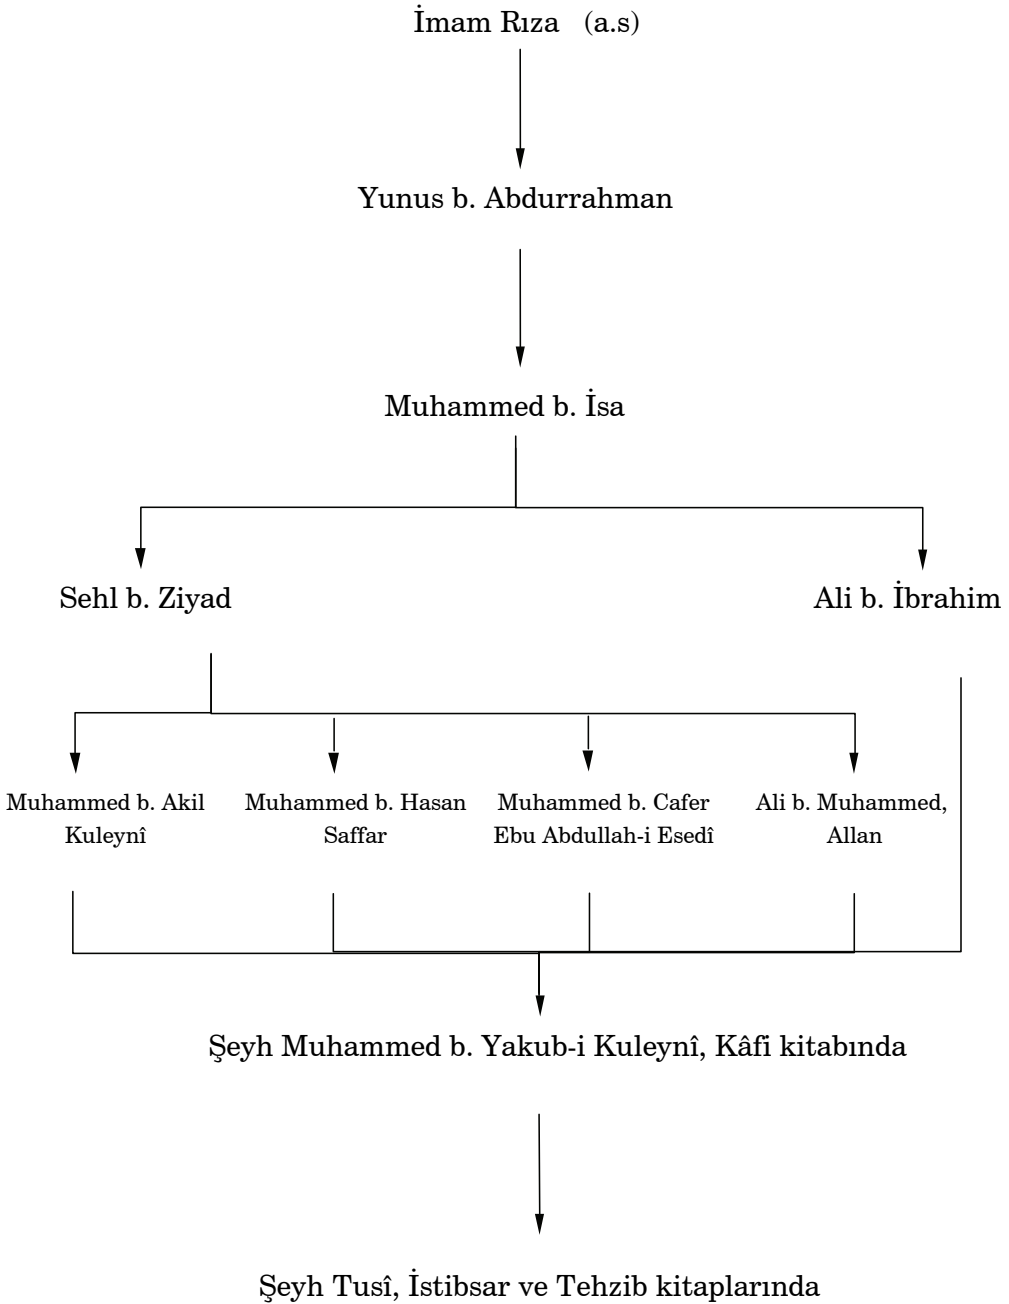 İmam Rıza (a.s)
Yunus b. Abdurrahman
Muhammed b. İsa
Sehl b. Ziyad
Ali b. İbrahim
Muhammed b. Akil
Kuleynî
Muhammed b. Hasan
Saffar
Muhammed b. Cafer
Ebu Abdullah-i Esedî
Ali b. Muhammed,
Allan
Şeyh Muhammed b. Yakub-i Kuleynî, Kâfi kitabında
Şeyh Tusî, İstibsar ve Tehzib kitaplarında